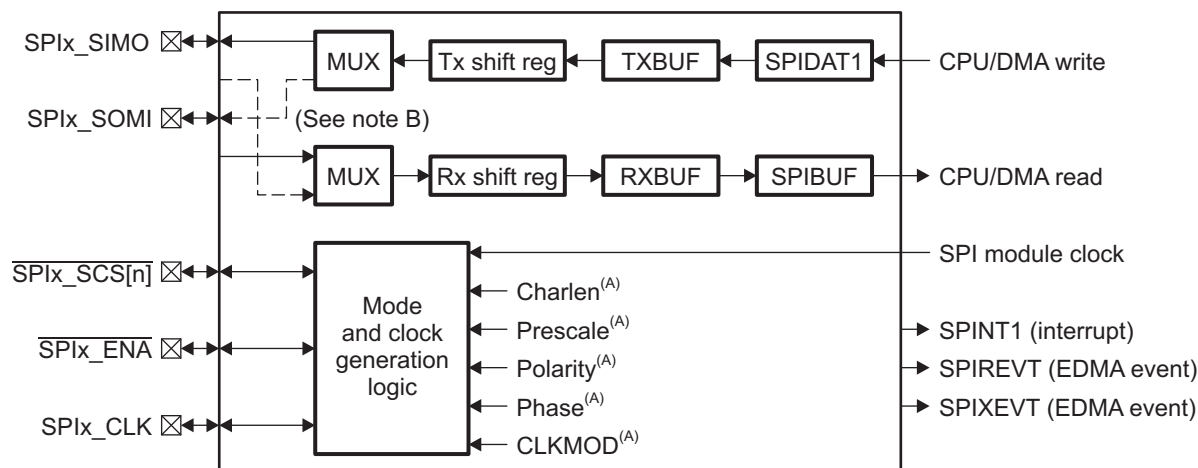 SPIx_SIMO
MUX
Tx shift reg
TXBUF
SPIDAT1
CPU/DMA write
SPIx_SOMI
(See note B)
MUX
Rx shift reg
RXBUF
SPIBUF
CPU/DMA read
SPIx_SCS[n]
SPIx_ENA
SPIx_CLK
Mode
and clock
generation
logic
SPI module clock
Charlen(A)
Prescale(A)
Polarity(A)
Phase(A)
CLKMOD(A)
SPINT1 (interrupt)
SPIREVT (EDMA event)
SPIXEVT (EDMA event)